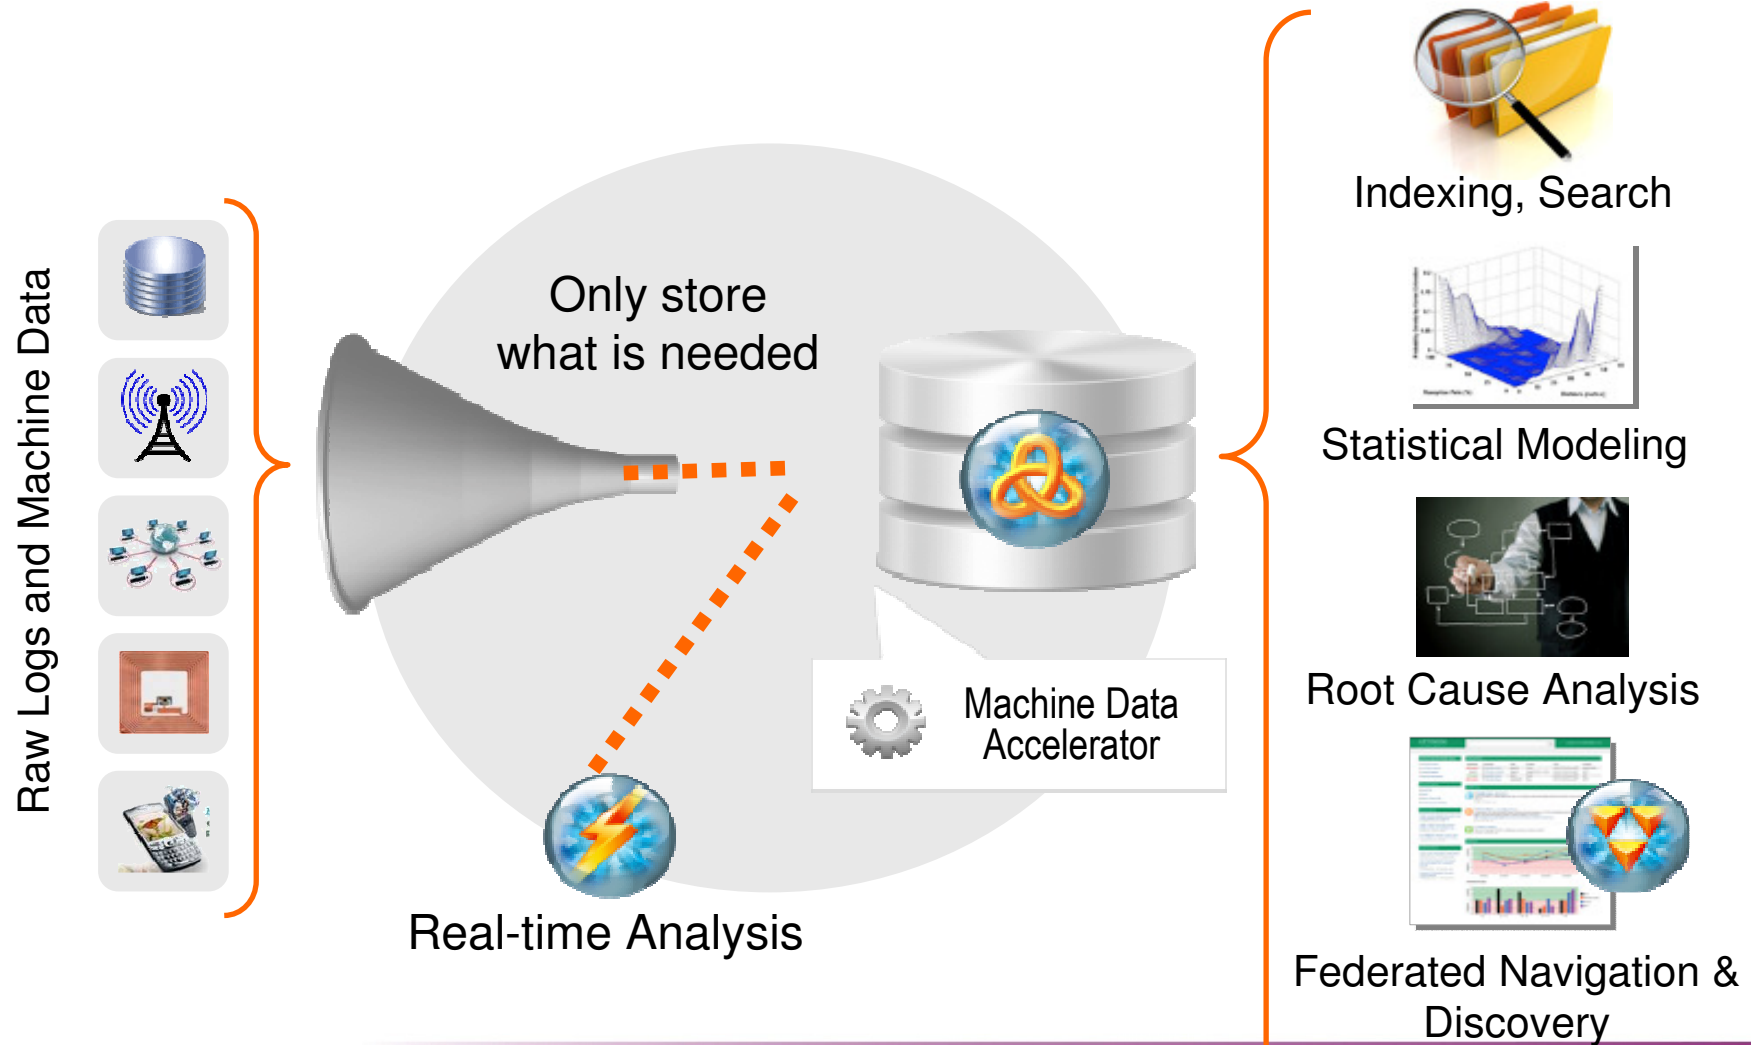 Raw Logs and Machine Data
Only store
what is needed
Machine Data
Accelerator
Real-time Analysis
Indexing, Search
Statistical Modeling
Root Cause Analysis
Federated Navigation &
Discovery